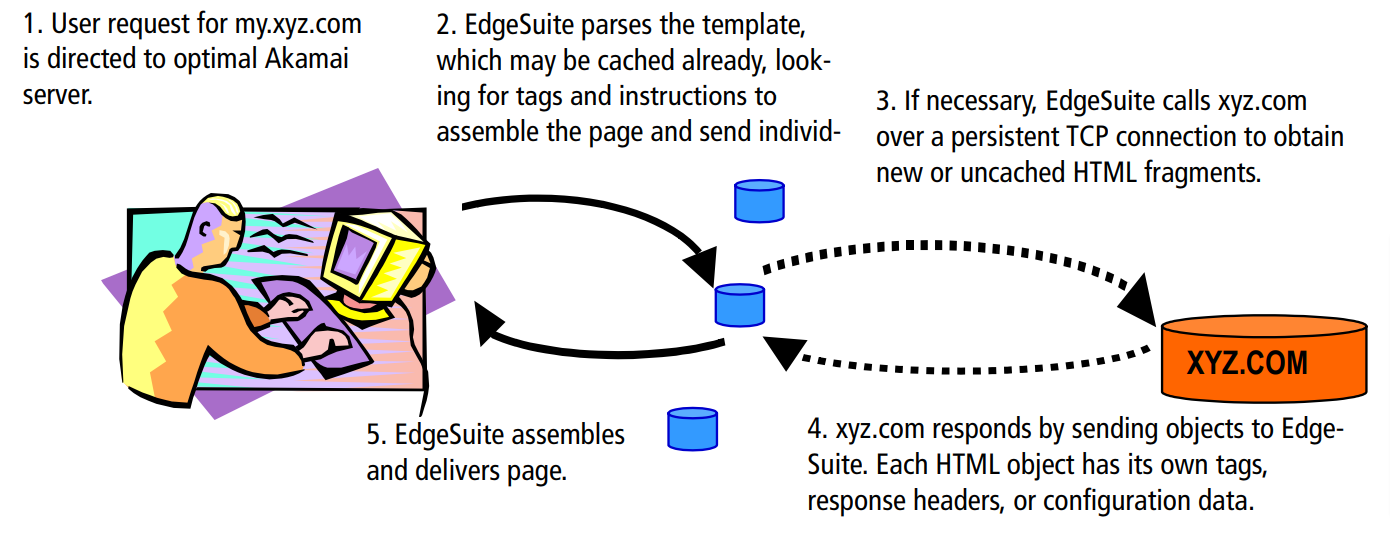 1. User request for my.xyz.com
is directed to optimal Akamai
server.
2. EdgeSuite parses the template,
which may be cached already, look-
ing for tags and instructions to
assemble the page and send individ-
3. If necessary, EdgeSuite calls xyz.com
over a persistent TCP connection to obtain
new or uncached HTML fragments.
XYZ.COM
4. xyz.com responds by sending objects to Edge-
Suite. Each HTML object has its own tags,
response headers, or configuration data.
5. EdgeSuite assembles
and delivers page.